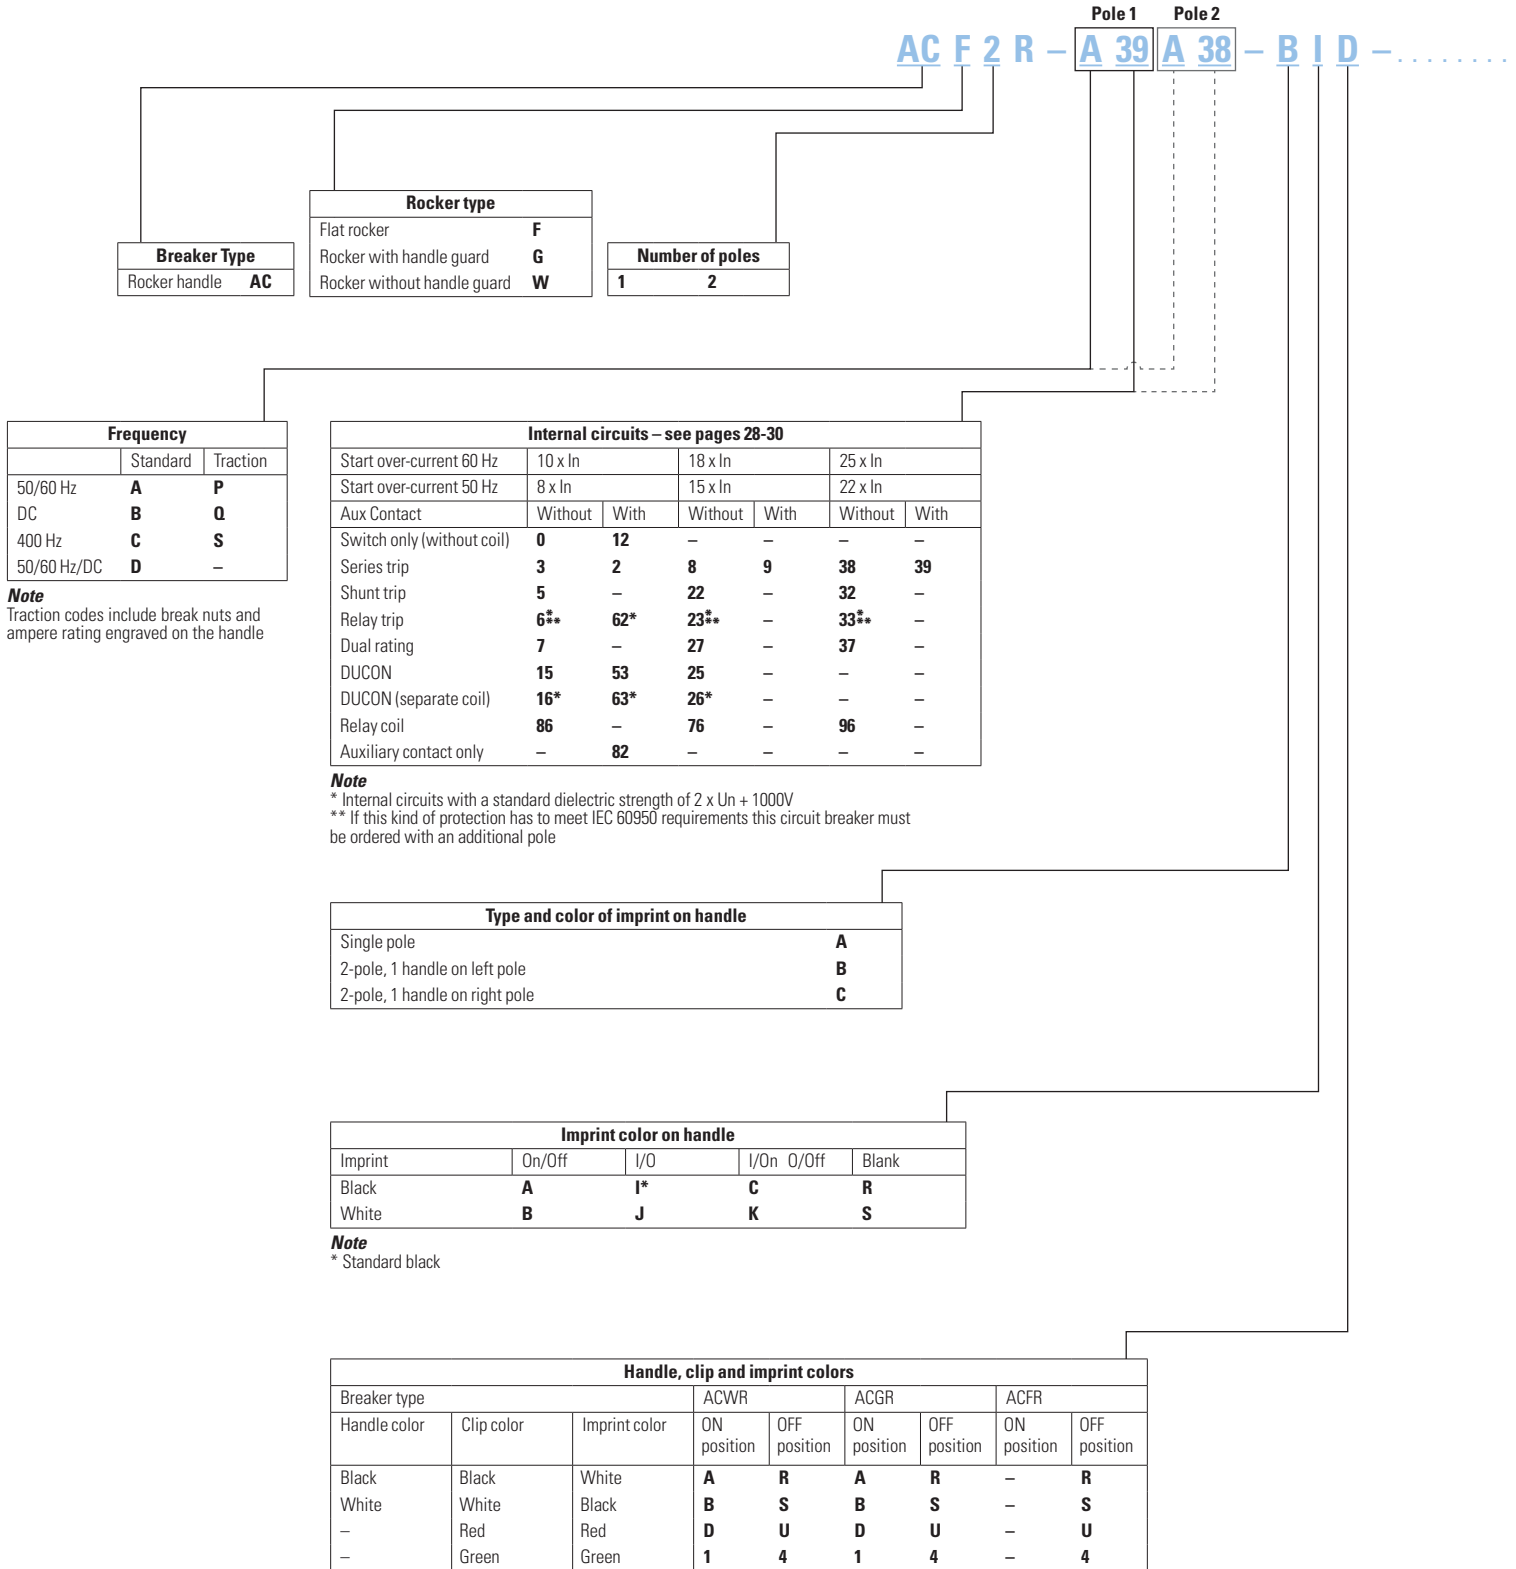 Pole 1 Pole 2
AC F 2 R – A 39 A 38 – B I D – . . . . . . . .
Rocker type
Flat rocker F
Rocker with handle guard G
Rocker without handle guard W
Breaker Type
Rocker handle AC
Number of poles
1 2
Frequency
Standard Traction
50/60 Hz A P
DC B Q
400 Hz C S
50/60 Hz/DC D –
Note
Traction codes include break nuts and
ampere rating engraved on the handle
Internal circuits – see pages 28-30
Start over-current 60 Hz 10 x In 18 x In 25 x In
Start over-current 50 Hz 8 x In 15 x In 22 x In
Aux Contact Without With Without With Without With
Switch only (without coil) 0 12 – – – –
Series trip 3 2 8 9 38 39
Shunt trip 5 – 22 – 32 –
Relay trip 6*** 62* 23*** – 33*** –
Dual rating 7 – 27 – 37 –
DUCON 15 53 25 – – –
DUCON (separate coil) 16* 63* 26* – – –
Relay coil 86 – 76 – 96 –
Auxiliary contact only – 82 – – – –
Note
* Internal circuits with a standard dielectric strength of 2 x Un + 1000V
** If this kind of protection has to meet IEC 60950 requirements this circuit breaker must
be ordered with an additional pole
Type and color of imprint on handle
Single pole A
2-pole, 1 handle on left pole B
2-pole, 1 handle on right pole C
Imprint color on handle
Imprint On/Off I/O I/On O/Off Blank
Black A I* C R
White B J K S
Note
* Standard black
Handle, clip and imprint colors
Breaker type ACWR ACGR ACFR
Handle color Clip color Imprint color ON position OFF position ON position OFF position ON position OFF position
Black Black White A R A R – R
White White Black B S B S – S
– Red Red D U D U – U
– Green Green 1 4 1 4 – 4